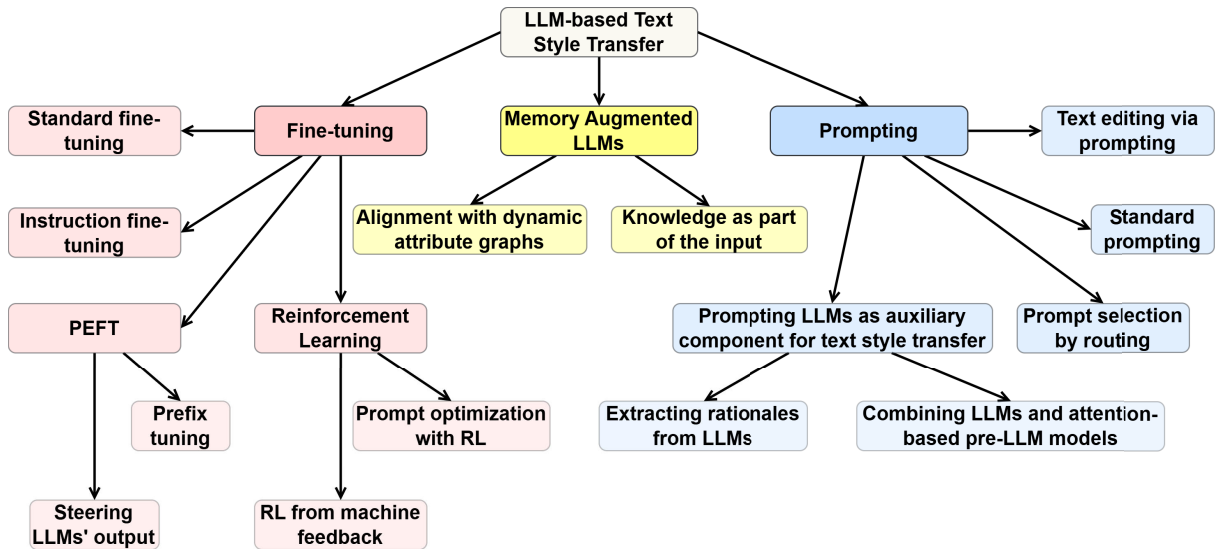 LLM-based Text
Style Transfer
Standard fine-
tuning
Fine-tuning
Memory Augmented
LLMs
Prompting
Text editing via
prompting
Instruction fine-
tuning
Alignment with dynamic
attribute graphs
Knowledge as part
of the input
Standard
prompting
PEFT
Reinforcement
Learning
Prompting LLMs as auxiliary
component for text style transfer
Prompt selection
by routing
Prefix
tuning
Prompt optimization
with RL
Extracting rationales
from LLMs
Combining LLMs and attention-
based pre-LLM models
Steering
LLMs' output
RL from machine
feedback